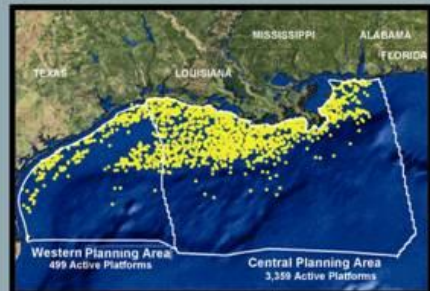 MISSISSIPPI
ALABAMA
FLORIDA
TEXAS
LOUISIANA
Western Planning Area
499 Active Platforms
Central Planning Area
3,359 Active Platforms